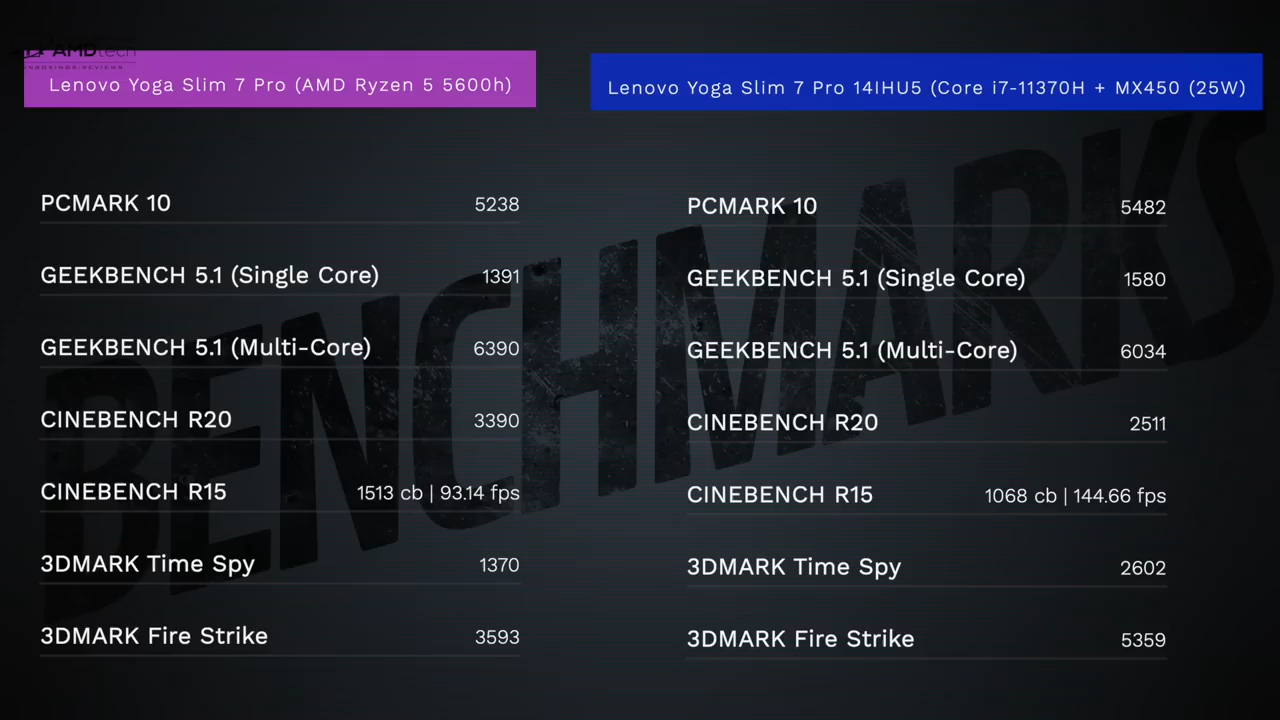 AMDtech
UNBOXINGS|REVIEWS
Lenovo Yoga Slim 7 Pro (AMD Ryzen 5 5600h)
PCMARK 10 5238
GEEKBENCH 5.1 (Single Core) 1391
GEEKBENCH 5.1 (Multi-Core) 6390
CINEBENCH R20 3390
CINEBENCH R15 1513 cb | 93.14 fps
3DMARK Time Spy 1370
3DMARK Fire Strike 3593
Lenovo Yoga Slim 7 Pro 14IHU5 (Core i7-11370H + MX450 (25W)
PCMARK 10 5482
GEEKBENCH 5.1 (Single Core) 1580
GEEKBENCH 5.1 (Multi-Core) 6034
CINEBENCH R20 2511
CINEBENCH R15 1068 cb | 144.66 fps
3DMARK Time Spy 2602
3DMARK Fire Strike 5359
BENCHMARKS